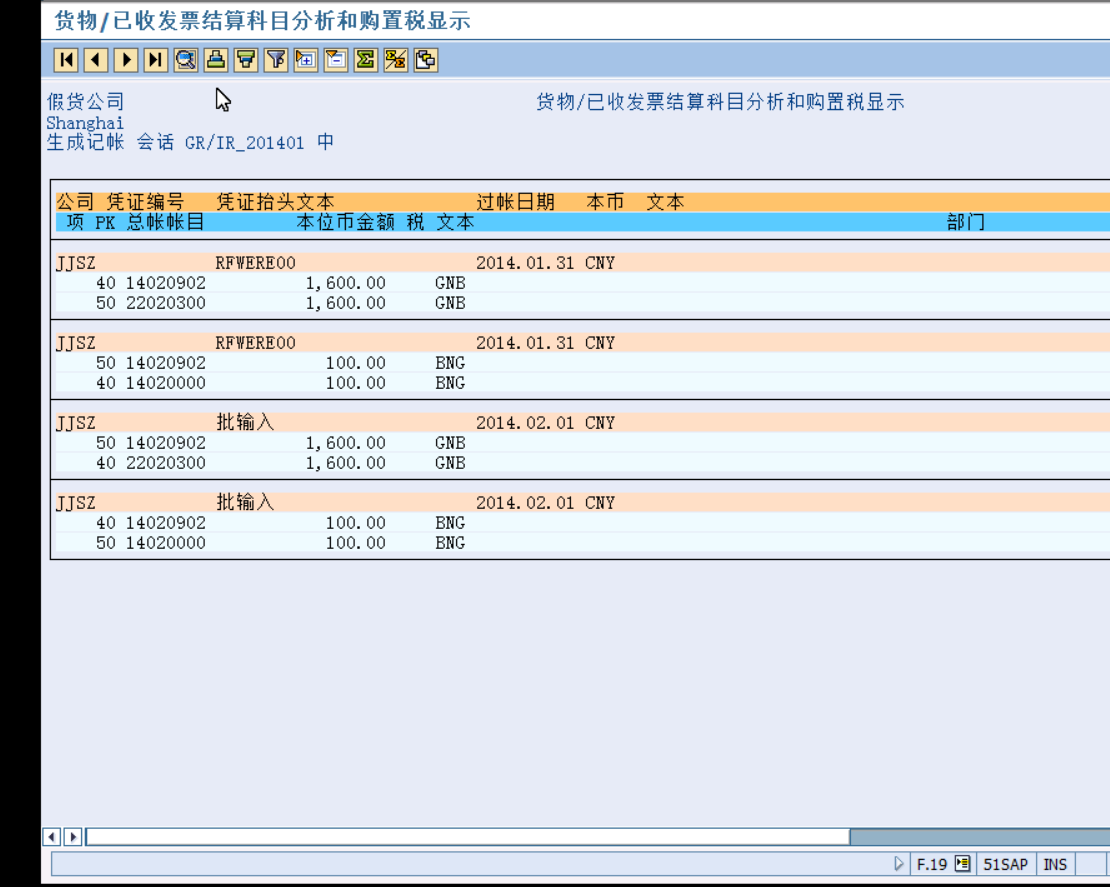 货物/已收发票结算科目分析和购置税显示
假货公司 货物/已收发票结算科目分析和购置税显示
Shanghai
生成记帐 会话 GR/IR_201401 中
公司 凭证编号 凭证抬头文本 过帐日期 本币 文本
项 PK 总帐帐目 本位币金额 税 文本 部门
JJSZ RFWERE00 2014.01.31 CNY
40 14020902 1,600.00 GNB
50 22020300 1,600.00 GNB
JJSZ RFWERE00 2014.01.31 CNY
50 14020902 100.00 BNG
40 14020000 100.00 BNG
JJSZ 批输入 2014.02.01 CNY
50 14020902 1,600.00 GNB
40 22020300 1,600.00 GNB
JJSZ 批输入 2014.02.01 CNY
40 14020902 100.00 BNG
50 14020000 100.00 BNG
F.19 51SAP INS